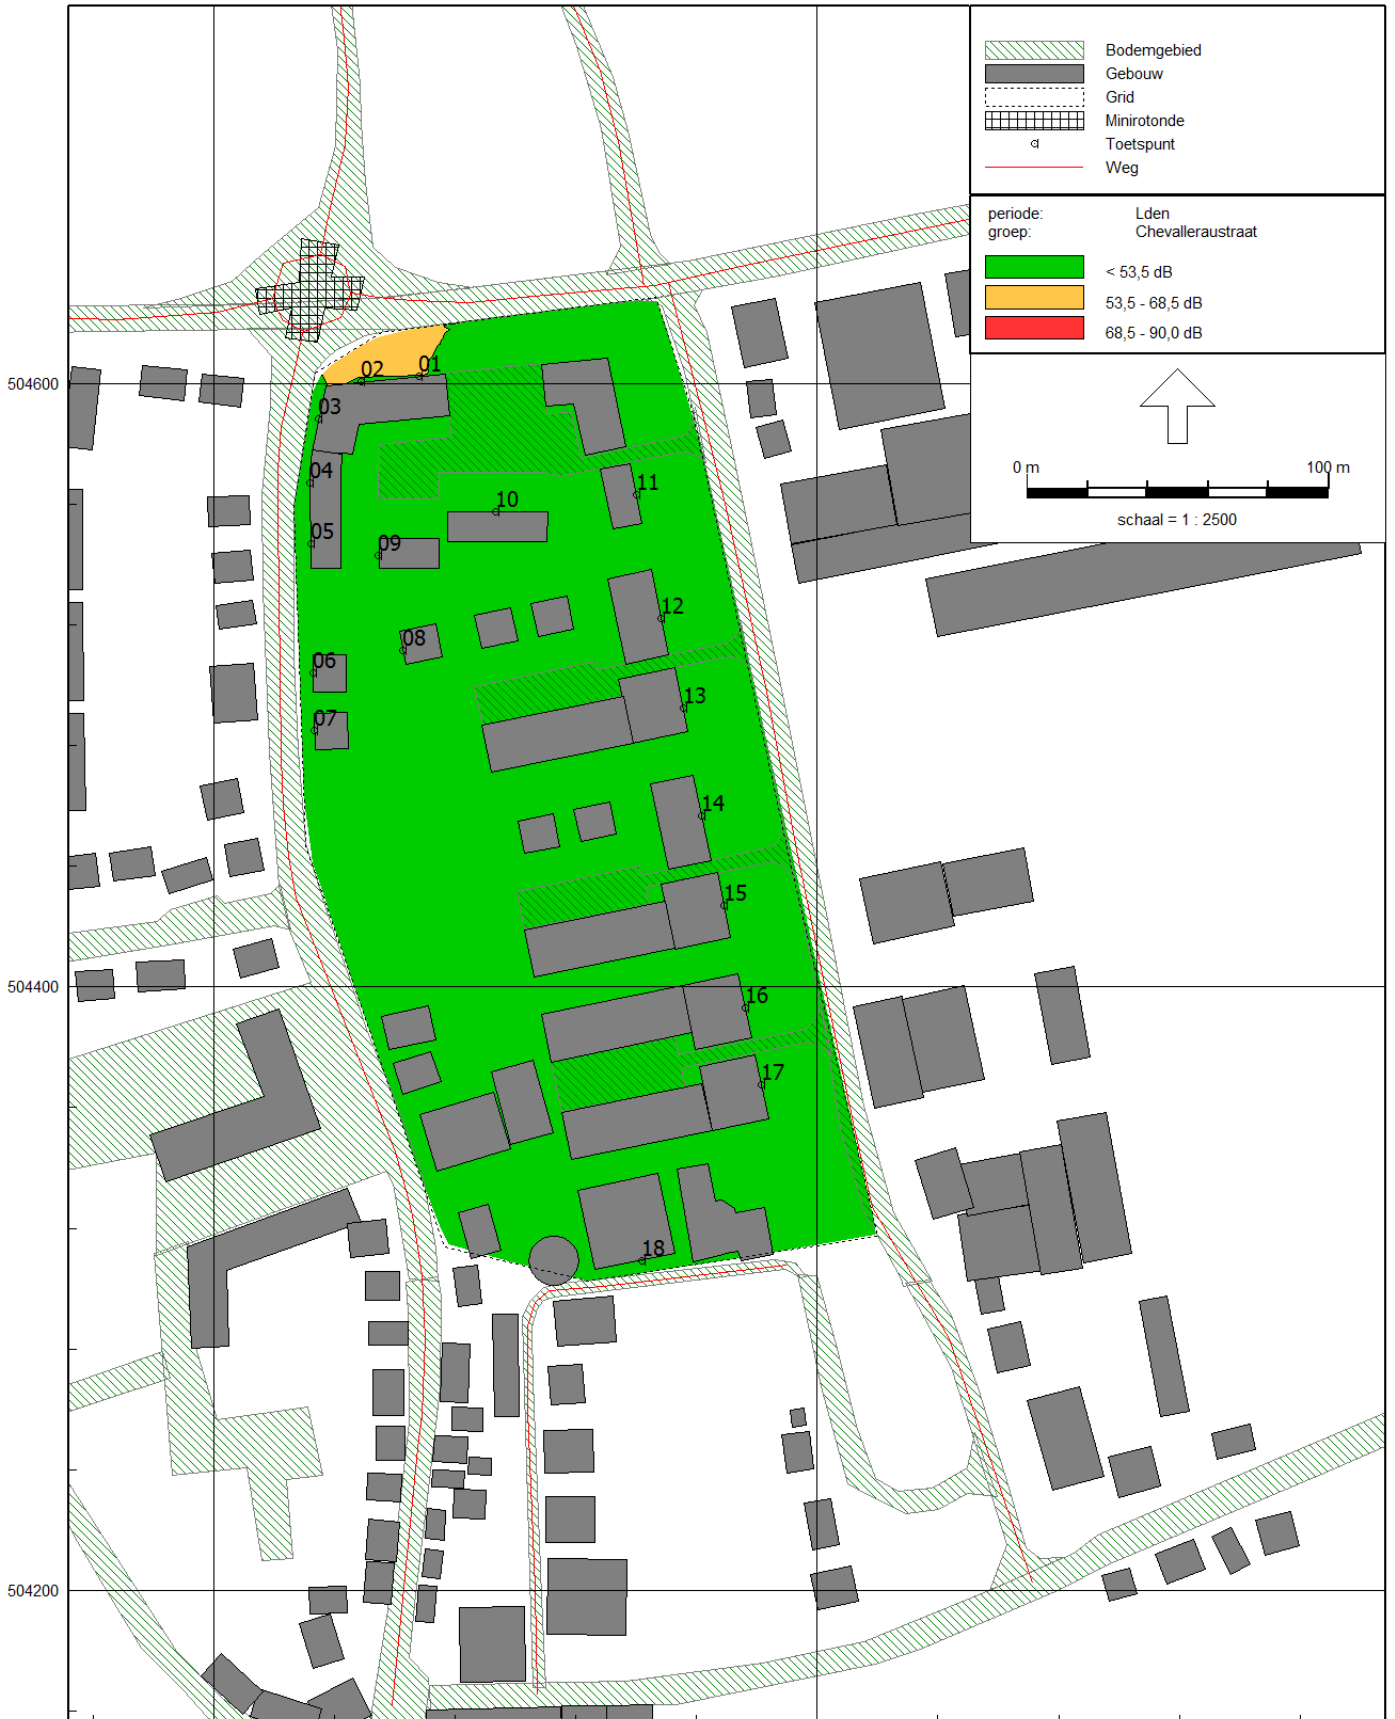 Bodemgebied
Gebouw
Grid
Minirotonde
Toetspunt
Weg
periode: Lden
groep: Chevalleraustraat
< 53,5 dB
53,5 - 68,5 dB
68,5 - 90,0 dB
0 m 100 m
schaal = 1 : 2500
504600
504400
504200
01
02
03
04
05
06
07
08
09
10
11
12
13
14
15
16
17
18